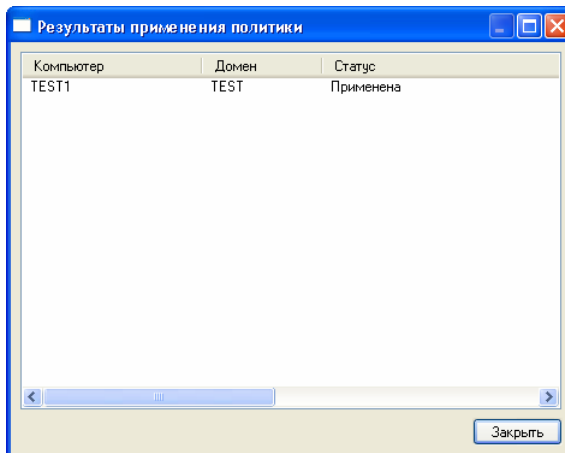 Результаты применения политики
Компьютер Домен Статус
TEST1 TEST Применена
Закрыть